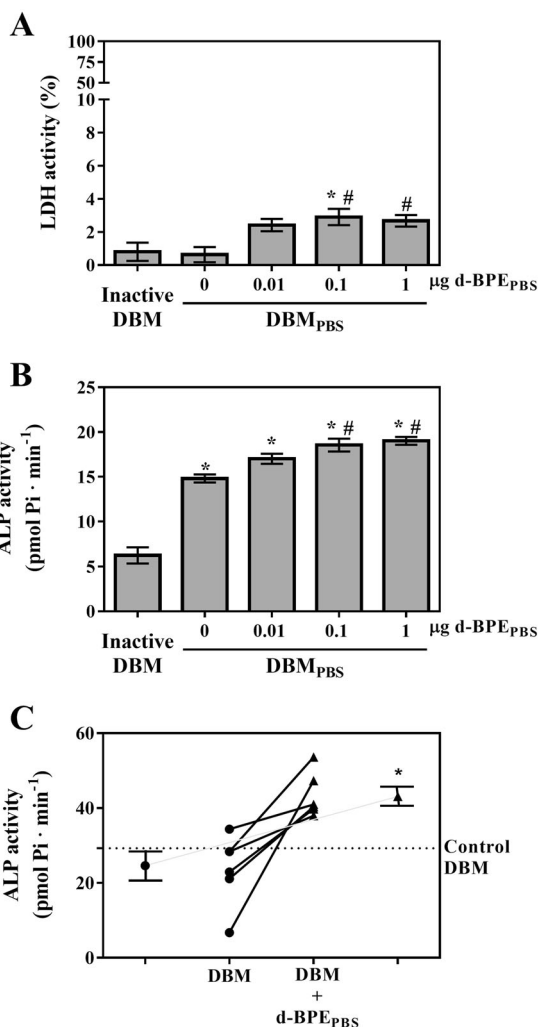 A
LDH activity (%)
100
75
50
10
8
6
4
2
0
* #
#
Inactive DBM
0
0.01
0.1
1
μg d-BPEPBS
DBMPBS
B
ALP activity
(pmol Pi · min-1)
25
20
15
10
5
0
*
*
* #
* #
Inactive DBM
0
0.01
0.1
1
μg d-BPEPBS
DBMPBS
C
ALP activity
(pmol Pi · min-1)
60
40
20
0
*
Control
DBM
DBM
DBM
+
d-BPEPBS